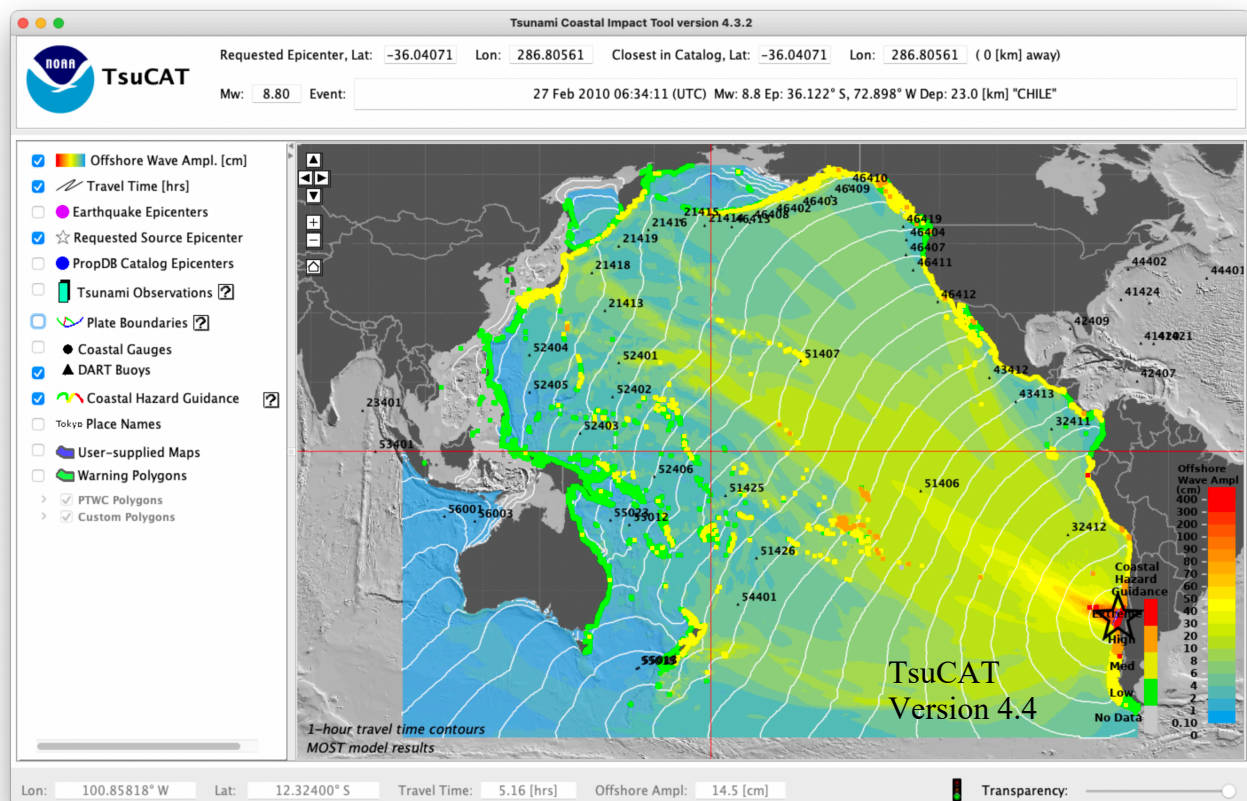 Tsunami Coastal Impact Tool version 4.3.2
NOAA
TsuCAT
Requested Epicenter, Lat: -36.04071 Lon: 286.80561 Closest in Catalog, Lat: -36.04071 Lon: 286.80561 ( 0 [km] away)
Mw: 8.80 Event: 27 Feb 2010 06:34:11 (UTC) Mw: 8.8 Ep: 36.122° S, 72.898° W Dep: 23.0 [km] "CHILE"
Offshore Wave Ampl. [cm]
Travel Time [hrs]
Earthquake Epicenters
Requested Source Epicenter
PropDB Catalog Epicenters
Tsunami Observations ?
Plate Boundaries ?
Coastal Gauges
DART Buoys
Coastal Hazard Guidance ?
Tokyo Place Names
User-supplied Maps
Warning Polygons
PTWC Polygons
Custom Polygons
46410
46409
46403
46402
46408
46413
21414
21415
21416
21419
21418
21413
46419
46404
46407
46411
46412
44402
44401
41424
42409
41421
42407
52404
52401
51407
52405
52402
43412
43413
23401
52403
32411
53401
52406
51425
51406
56001
56003
55023
55012
32412
51426
54401
Offshore
Wave Ampl
(cm)
400
300
200
100
90
80
70
60
50
40
30
20
10
8
6
4
2
1
0.10
0
Coastal
Hazard
Guidance
Extreme
High
Med
Low
No Data
TsuCAT
Version 4.4
1-hour travel time contours
MOST model results
Lon: 100.85818° W Lat: 12.32400° S Travel Time: 5.16 [hrs] Offshore Ampl: 14.5 [cm] Transparency: